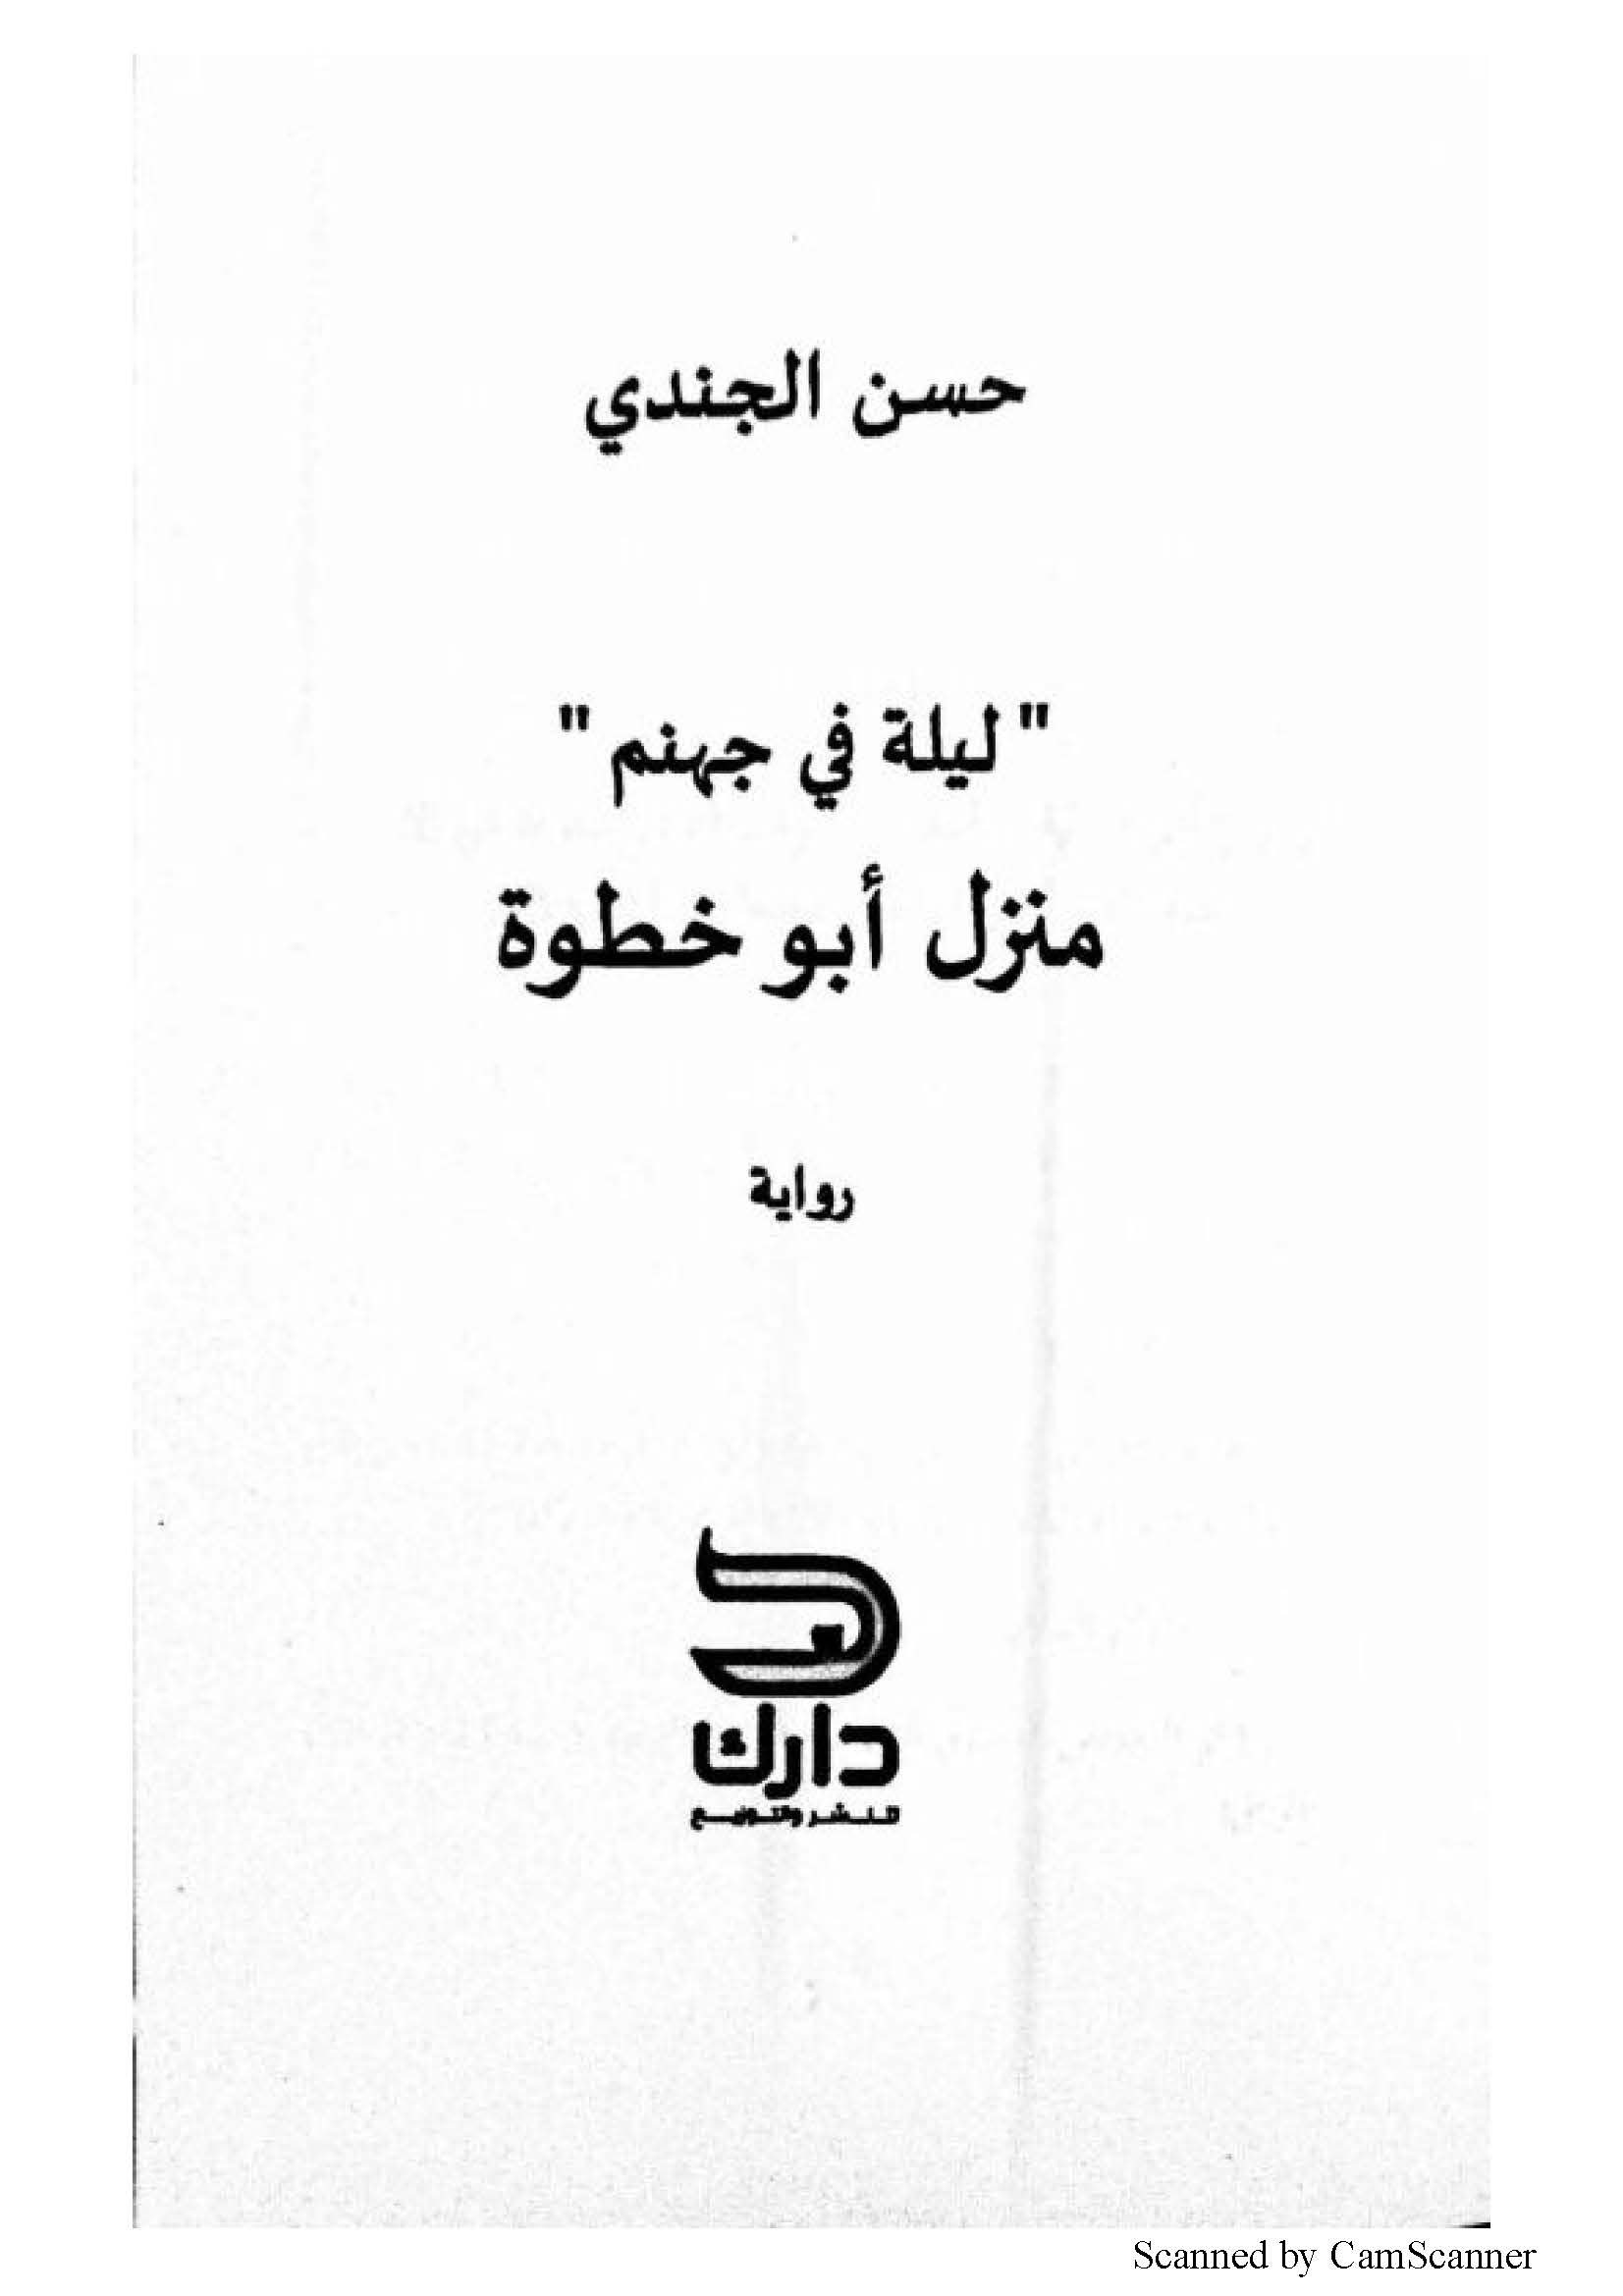 حسن الجندي
" ليلة في جهنم "
منزل أبو خطوة
رواية
دارك
للنشر والتوزيع
Scanned by CamScanner